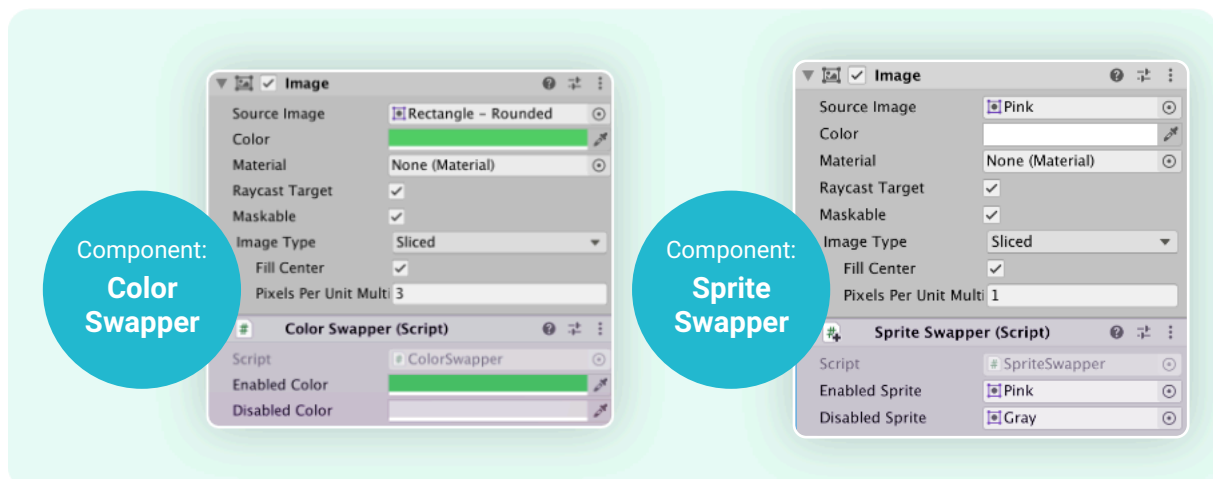 Image
Source Image Rectangle - Rounded
Color
Material None (Material)
Raycast Target
Maskable
Image Type Sliced
Fill Center
Pixels Per Unit Multi 3
Color Swapper (Script)
Script ColorSwapper
Enabled Color
Disabled Color
Component:
Color
Swapper
Image
Source Image Pink
Color
Material None (Material)
Raycast Target
Maskable
Image Type Sliced
Fill Center
Pixels Per Unit Multi 1
Sprite Swapper (Script)
Script SpriteSwapper
Enabled Sprite Pink
Disabled Sprite Gray
Component:
Sprite
Swapper